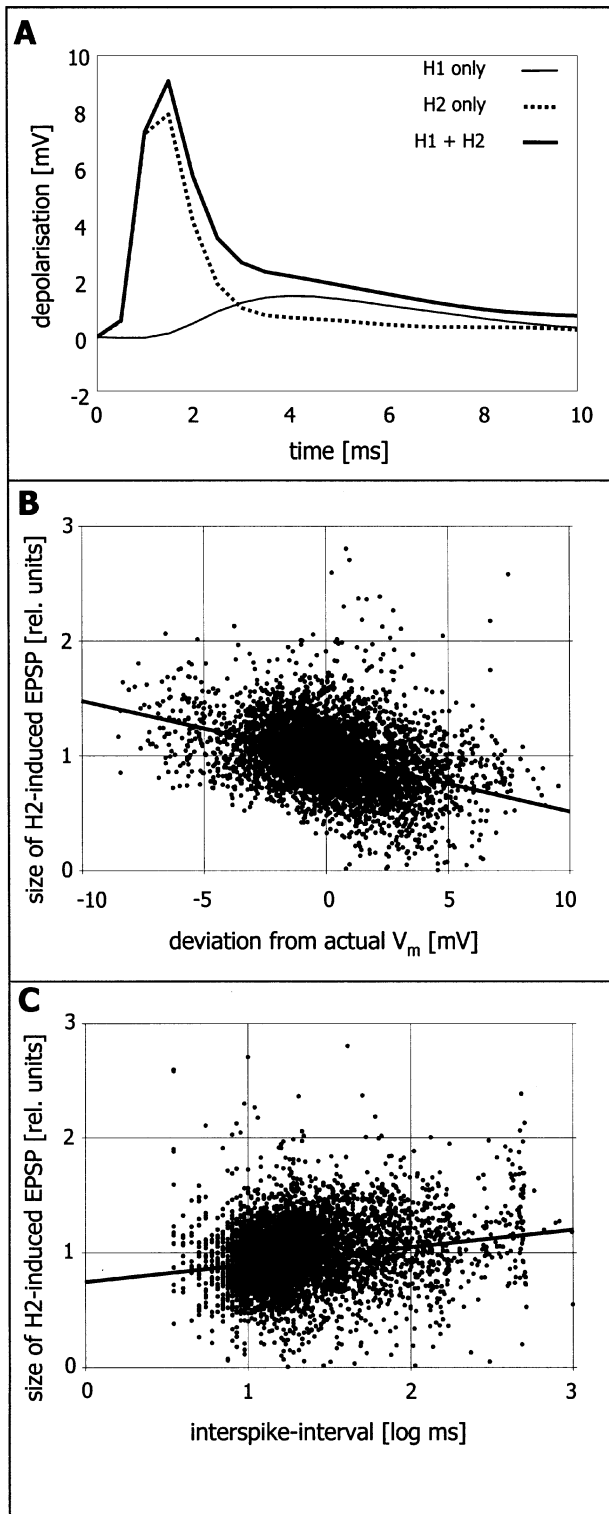 A
10
8
6
4
2
0
-2
depolarisation [mV]
H1 only
H2 only
H1 + H2
0
2
4
6
8
10
time [ms]
B
3
2
1
0
size of H2-induced EPSP [rel. units]
-10
-5
0
5
10
deviation from actual Vm [mV]
C
3
2
1
0
size of H2-induced EPSP [rel. units]
0
1
2
3
interspike-interval [log ms]